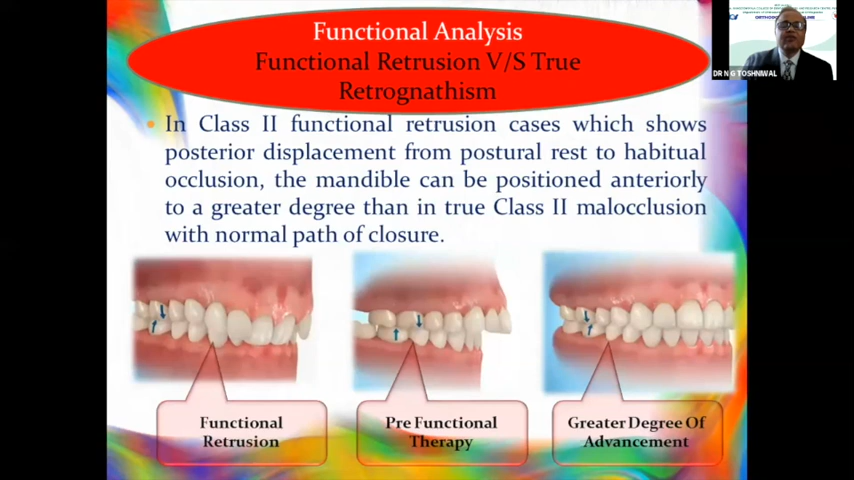 Functional Analysis
Functional Retrusion V/S True
Retrognathism
In Class II functional retrusion cases which shows
posterior displacement from postural rest to habitual
occlusion, the mandible can be positioned anteriorly
to a greater degree than in true Class II malocclusion
with normal path of closure.
Functional
Retrusion
Pre Functional
Therapy
Greater Degree Of
Advancement
DR N G TOSHNIWAL